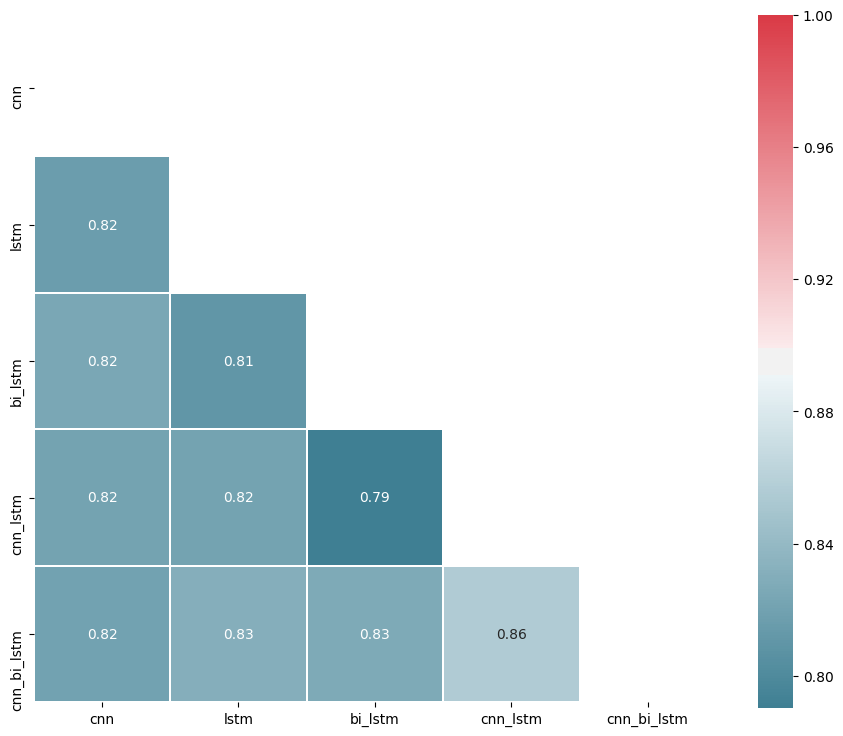 1.00
cnn
0.96
lstm
0.82
0.92
bi_lstm
0.82 0.81
0.88
cnn_lstm
0.82 0.82 0.79
0.84
cnn_bi_lstm
0.82 0.83 0.83 0.86
0.80
cnn lstm bi_lstm cnn_lstm cnn_bi_lstm